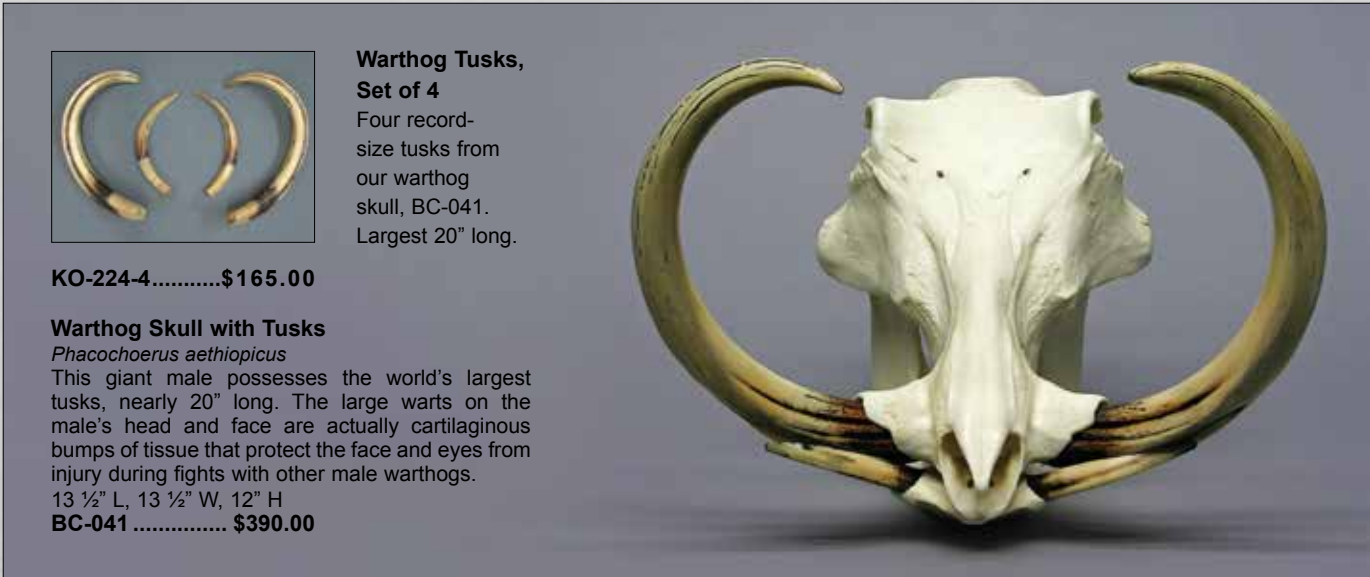 Warthog Tusks,
Set of 4
Four record-
size tusks from
our warthog
skull, BC-041.
Largest 20” long.
KO-224-4...........$165.00
Warthog Skull with Tusks
Phacochoerus aethiopicus
This giant male possesses the world’s largest
tusks, nearly 20” long. The large warts on the
male’s head and face are actually cartilaginous
bumps of tissue that protect the face and eyes from
injury during fights with other male warthogs.
13 ½” L, 13 ½” W, 12” H
BC-041 ............... $390.00